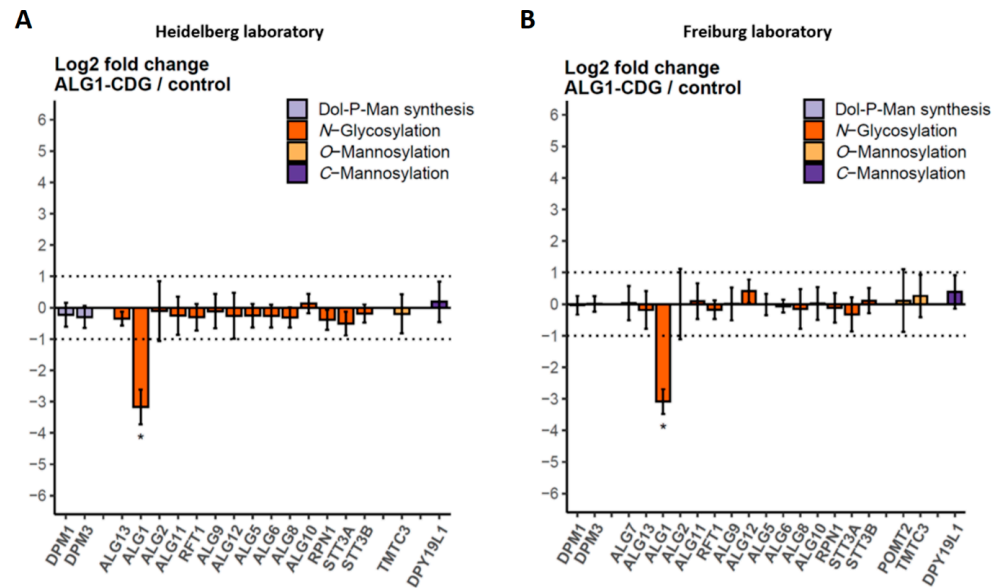 A
Heidelberg laboratory
Log2 fold change
ALG1-CDG / control
Dol-P-Man synthesis
N-Glycosylation
O-Mannosylation
C-Mannosylation
6
5
4
3
2
1
0
−1
−2
−3
−4
−5
−6
*
DPM1
DPM3
ALG13
ALG1
ALG2
ALG11
RFT1
ALG9
ALG12
ALG5
ALG6
ALG8
ALG10
RPN1
STT3A
STT3B
TMTC3
DPY19L1
B
Freiburg laboratory
Log2 fold change
ALG1-CDG / control
Dol-P-Man synthesis
N-Glycosylation
O-Mannosylation
C-Mannosylation
6
5
4
3
2
1
0
−1
−2
−3
−4
−5
−6
*
DPM1
DPM3
ALG7
ALG13
ALG1
ALG2
ALG11
RFT1
ALG9
ALG12
ALG5
ALG6
ALG8
ALG10
RPN1
STT3A
STT3B
POMT2
TMTC3
DPY19L1